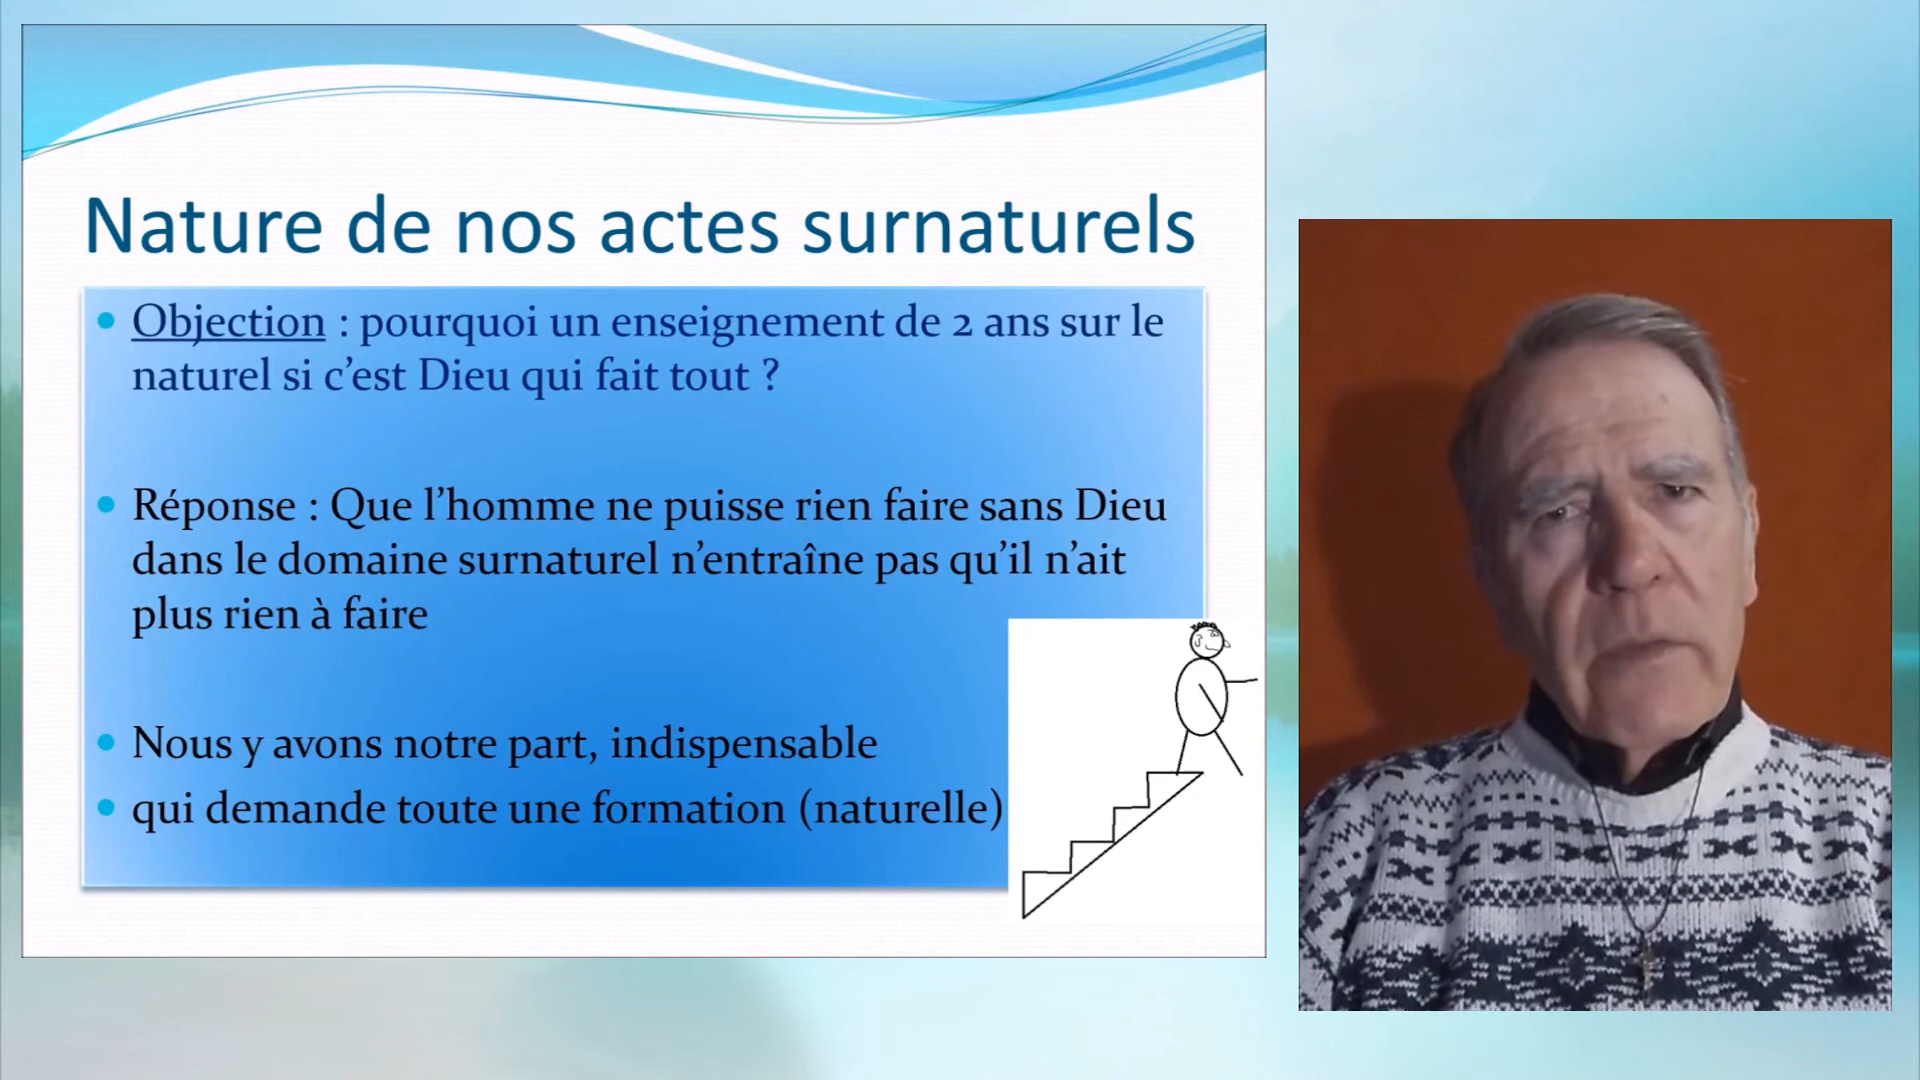 Nature de nos actes surnaturels
Objection : pourquoi un enseignement de 2 ans sur le
naturel si c’est Dieu qui fait tout ?
Réponse : Que l’homme ne puisse rien faire sans Dieu
dans le domaine surnaturel n’entraîne pas qu’il n’ait
plus rien à faire
Nous y avons notre part, indispensable
qui demande toute une formation (naturelle)